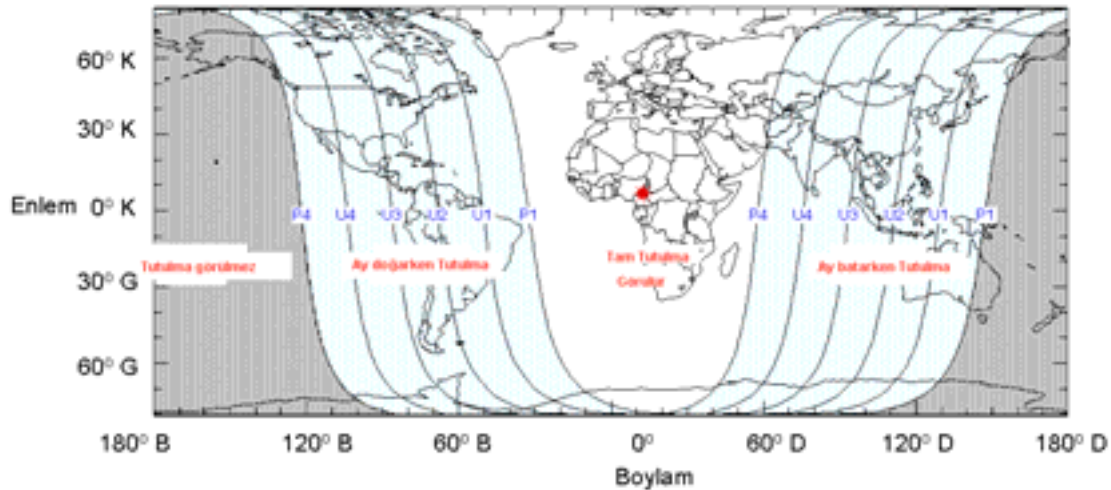 60° K
30° K
Enlem 0° K
30° G
60° G
P4 U4 U3 U2 U1 P1 P4 U4 U3 U2 U1 P1
Tutulma görülmez
Ay doğarken Tutulma
Tam Tutulma
Görülür
Ay batarken Tutulma
180° B 120° B 60° B 0° 60° D 120° D 180° D
Boylam